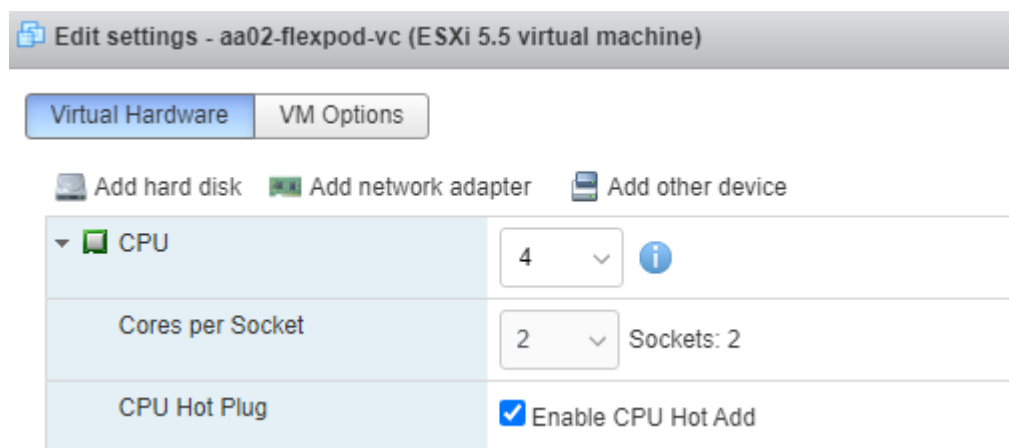 Edit settings - aa02-flexpod-vc (ESXi 5.5 virtual machine)
Virtual Hardware VM Options
Add hard disk Add network adapter Add other device
CPU 4
Cores per Socket 2 Sockets: 2
CPU Hot Plug Enable CPU Hot Add